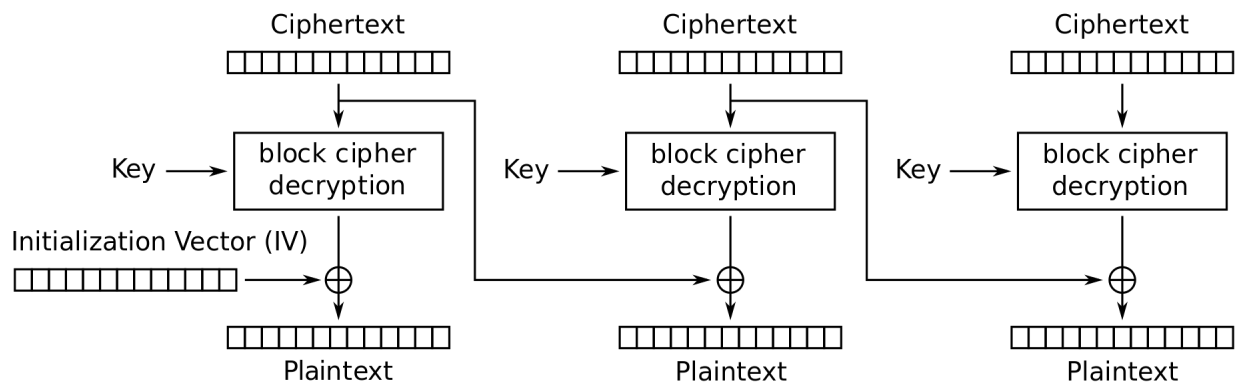 Ciphertext
Ciphertext
Ciphertext
Key
block cipher
decryption
Key
block cipher
decryption
Key
block cipher
decryption
Initialization Vector (IV)
Plaintext
Plaintext
Plaintext